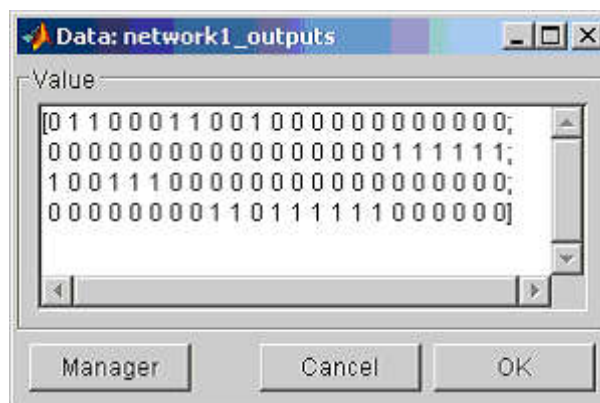 Data: network1_outputs
Value
[0 1 1 0 0 0 1 1 0 0 1 0 0 0 0 0 0 0 0 0 0 0 0;
0 0 0 0 0 0 0 0 0 0 0 0 0 0 0 0 0 1 1 1 1 1 1;
1 0 0 1 1 1 0 0 0 0 0 0 0 0 0 0 0 0 0 0 0 0 0;
0 0 0 0 0 0 0 0 1 1 0 1 1 1 1 1 1 0 0 0 0 0 0]
Manager Cancel OK